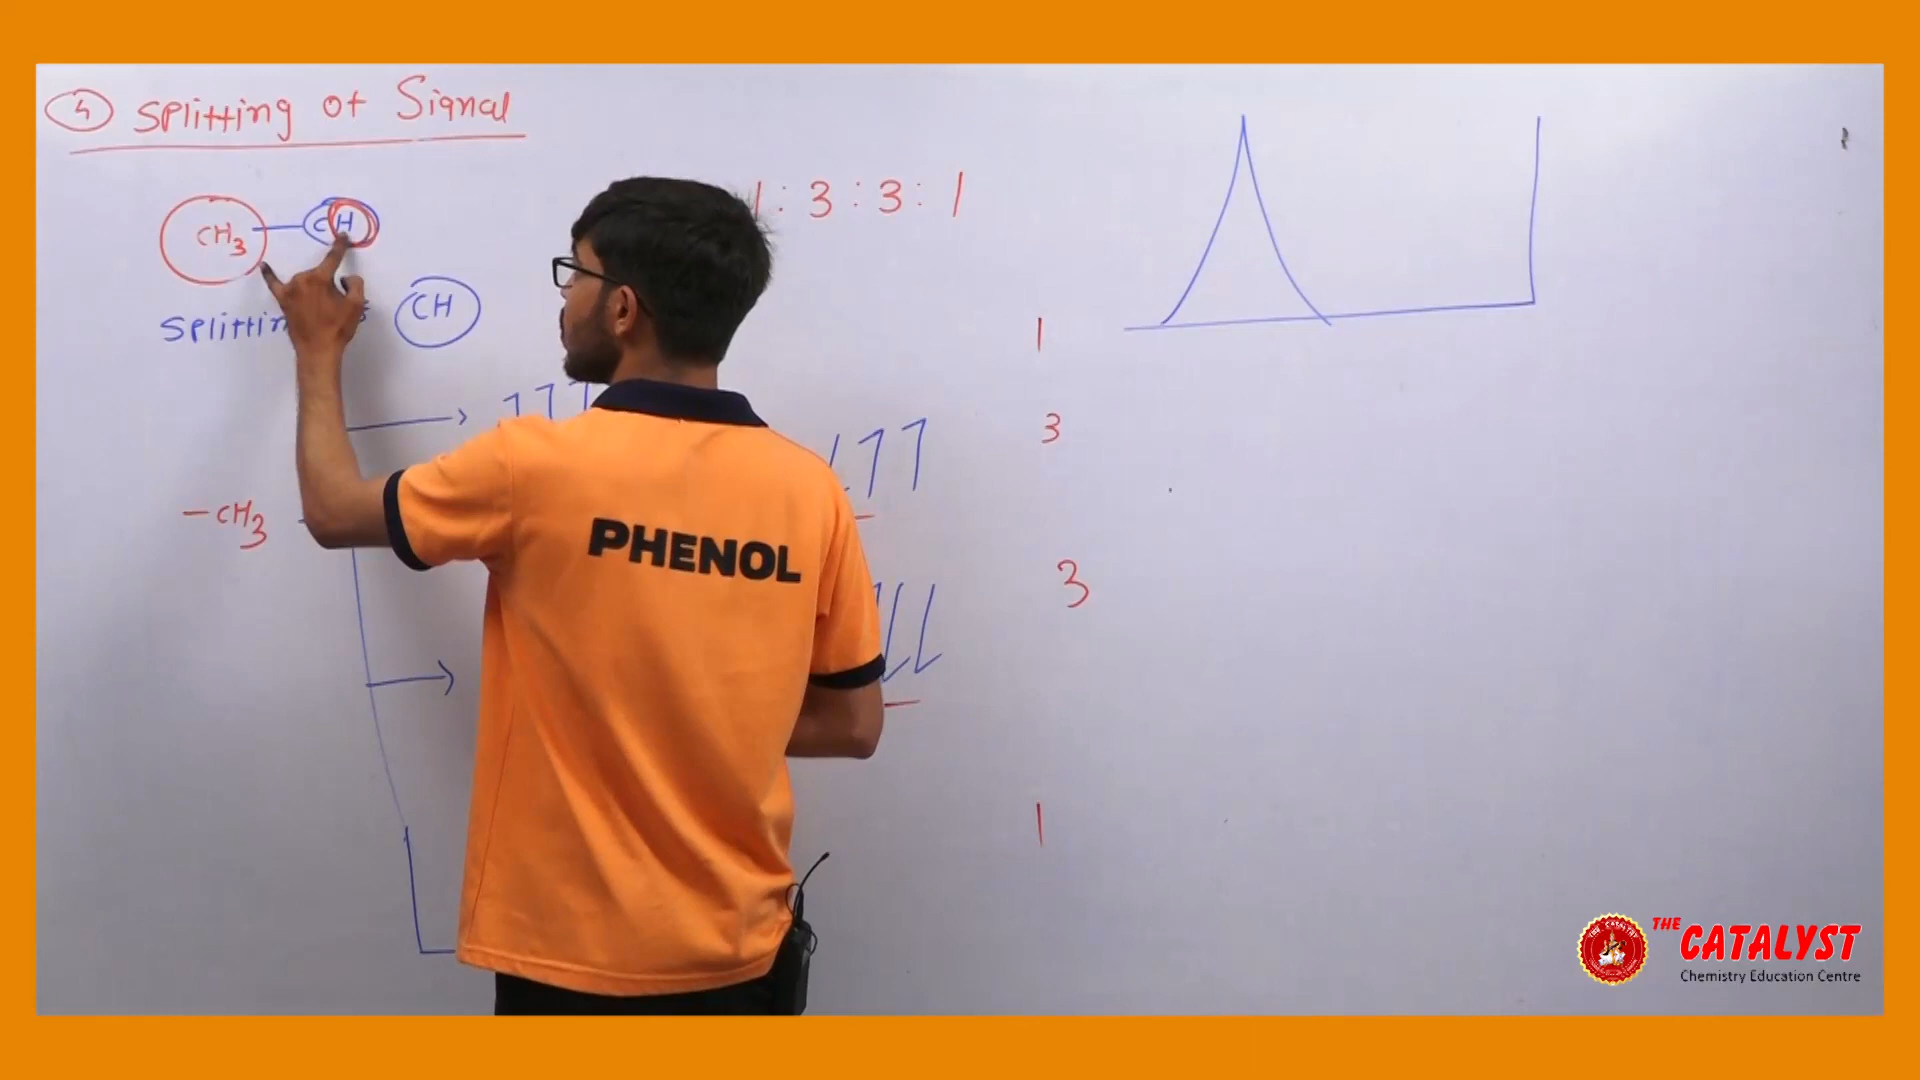 4 Splitting of Signal
1 : 3 : 3 : 1
CH3 — CH
CH
1
3
- CH3
PHENOL
3
1
THE CATALYST
Chemistry Education Centre